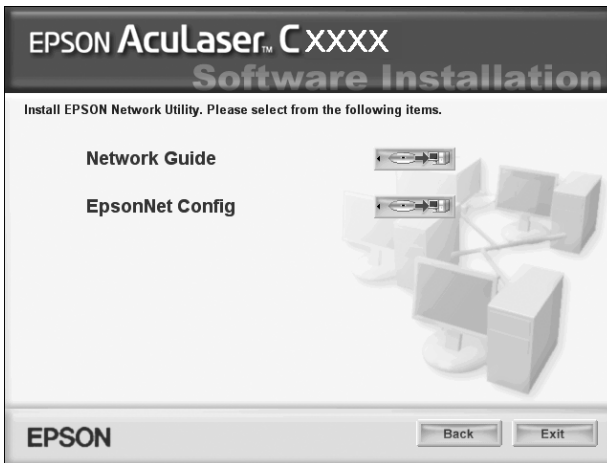 EPSON AcuLaser™ C XXXX
Software Installation
Install EPSON Network Utility. Please select from the following items.
Network Guide
EpsonNet Config
EPSON
Back
Exit